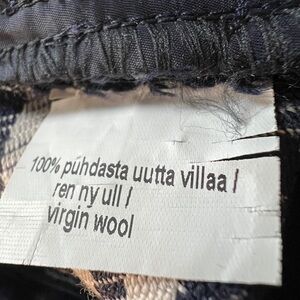 100% puhdasta uutta villaa /
ren ny ull /
virgin wool